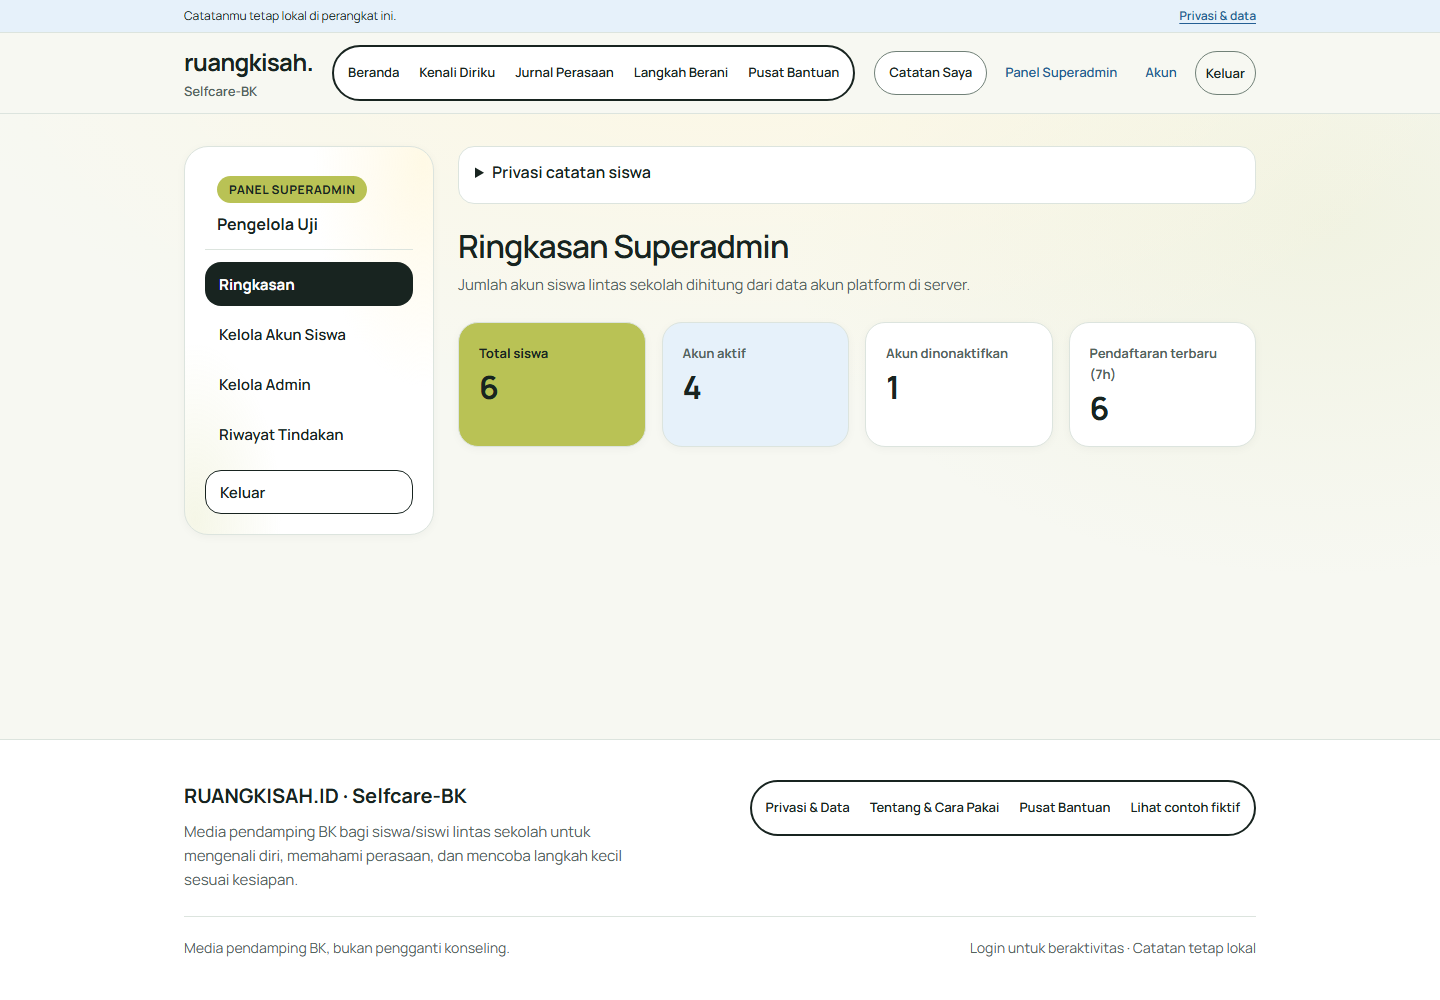 Catatanmu tetap lokal di perangkat ini.
Privasi & data
ruangkisah.
Selfcare-BK
Beranda
Kenali Diriku
Jurnal Perasaan
Langkah Berani
Pusat Bantuan
Catatan Saya
Panel Superadmin
Akun
Keluar
PANEL SUPERADMIN
Pengelola Uji
Ringkasan
Kelola Akun Siswa
Kelola Admin
Riwayat Tindakan
Keluar
Privasi catatan siswa
Ringkasan Superadmin
Jumlah akun siswa lintas sekolah dihitung dari data akun platform di server.
Total siswa
6
Akun aktif
4
Akun dinonaktifkan
1
Pendaftaran terbaru
(7h)
6
RUANGKISAH.ID · Selfcare-BK
Media pendamping BK bagi siswa/siswi lintas sekolah untuk
mengenali diri, memahami perasaan, dan mencoba langkah kecil
sesuai kesiapan.
Privasi & Data
Tentang & Cara Pakai
Pusat Bantuan
Lihat contoh fiktif
Media pendamping BK, bukan pengganti konseling.
Login untuk beraktivitas · Catatan tetap lokal